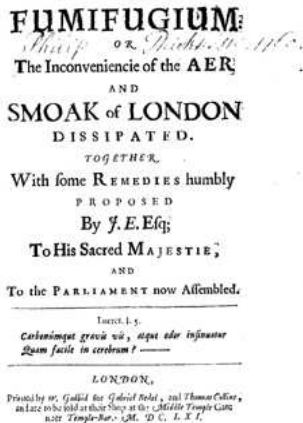 FUMIFUGIUM:
OR
The Inconveniencie of the AER
AND
SMOAK of LONDON
DISSIPATED.
TOGETHER
With some REMEDIES humbly
PROPOSED
By J. E. Esq;
To His Sacred MAJESTIE,
AND
To the PARLIAMENT now Assembled.
Lucret. l. 5.
Carbonúmque gravis vis, atque odor insinuatur
Quam facile in cerebrum? ———
LONDON,
Printed by W. Godbid for Gabriel Bedel, and Thomas Collins,
and are to be sold at their Shop at the Middle Temple Gate
neer Temple-Bar. M. D C. L X I.